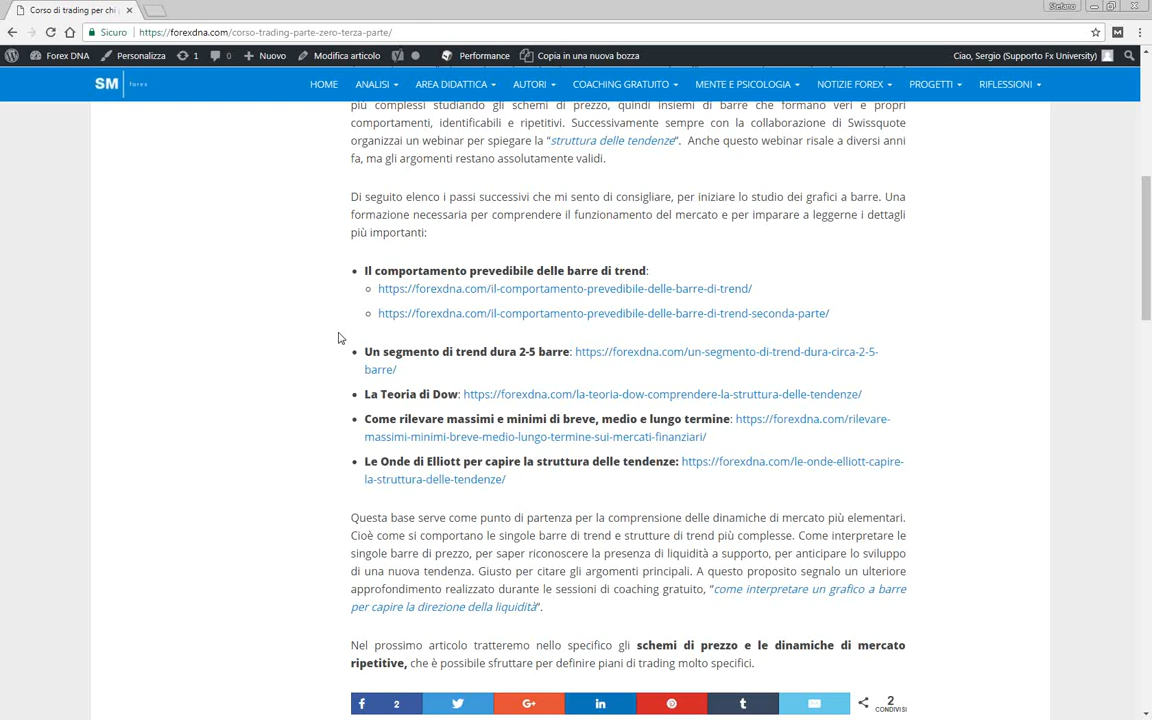 Corso di trading per chi
Stefano
Sicuro
https://forexdna.com/corso-trading-parte-zero-terza-parte/
Forex DNA
Personalizza
1
0
Nuovo
Modifica articolo
Performance
Copia in una nuova bozza
Ciao, Sergio (Supporto Fx University)
SM forex
HOME
ANALISI
AREA DIDATTICA
AUTORI
COACHING GRATUITO
MENTE E PSICOLOGIA
NOTIZIE FOREX
PROGETTI
RIFLESSIONI
più complessi studiando gli schemi di prezzo, quindi insiemi di barre che formano veri e propri
comportamenti, identificabili e ripetitivi. Successivamente sempre con la collaborazione di Swissquote
organizzai un webinar per spiegare la “struttura delle tendenze“. Anche questo webinar risale a diversi anni
fa, ma gli argomenti restano assolutamente validi.
Di seguito elenco i passi successivi che mi sento di consigliare, per iniziare lo studio dei grafici a barre. Una
formazione necessaria per comprendere il funzionamento del mercato e per imparare a leggerne i dettagli
più importanti:
Il comportamento prevedibile delle barre di trend:
https://forexdna.com/il-comportamento-prevedibile-delle-barre-di-trend/
https://forexdna.com/il-comportamento-prevedibile-delle-barre-di-trend-seconda-parte/
Un segmento di trend dura 2-5 barre: https://forexdna.com/un-segmento-di-trend-dura-circa-2-5-
barre/
La Teoria di Dow: https://forexdna.com/la-teoria-dow-comprendere-la-struttura-delle-tendenze/
Come rilevare massimi e minimi di breve, medio e lungo termine: https://forexdna.com/rilevare-
massimi-minimi-breve-medio-lungo-termine-sui-mercati-finanziari/
Le Onde di Elliott per capire la struttura delle tendenze: https://forexdna.com/le-onde-elliott-capire-
la-struttura-delle-tendenze/
Questa base serve come punto di partenza per la comprensione delle dinamiche di mercato più elementari.
Cioè come si comportano le singole barre di trend e strutture di trend più complesse. Come interpretare le
singole barre di prezzo, per saper riconoscere la presenza di liquidità a supporto, per anticipare lo sviluppo
di una nuova tendenza. Giusto per citare gli argomenti principali. A questo proposito segnalo un ulteriore
approfondimento realizzato durante le sessioni di coaching gratuito, “come interpretare un grafico a barre
per capire la direzione della liquidità“.
Nel prossimo articolo tratteremo nello specifico gli schemi di prezzo e le dinamiche di mercato
ripetitive, che è possibile sfruttare per definire piani di trading molto specifici.
2
G+
2
CONDIVISI